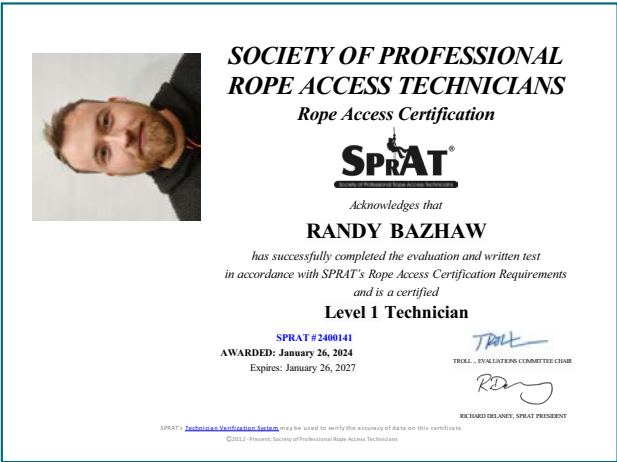 SOCIETY OF PROFESSIONAL
ROPE ACCESS TECHNICIANS
Rope Access Certification
SPRAT®
Society of Professional Rope Access Technicians
Acknowledges that
RANDY BAZHAW
has successfully completed the evaluation and written test
in accordance with SPRAT's Rope Access Certification Requirements
and is a certified
Level 1 Technician
SPRAT #2400141
AWARDED: January 26, 2024
Expires: January 26, 2027
TROLL
TROLL ., EVALUATIONS COMMITTEE CHAIR
RICHARD DELANEY, SPRAT PRESIDENT
SPRAT's Technician Verification System may be used to verify the accuracy of data on this certificate.
©2012 - Present; Society of Professional Rope Access Technicians